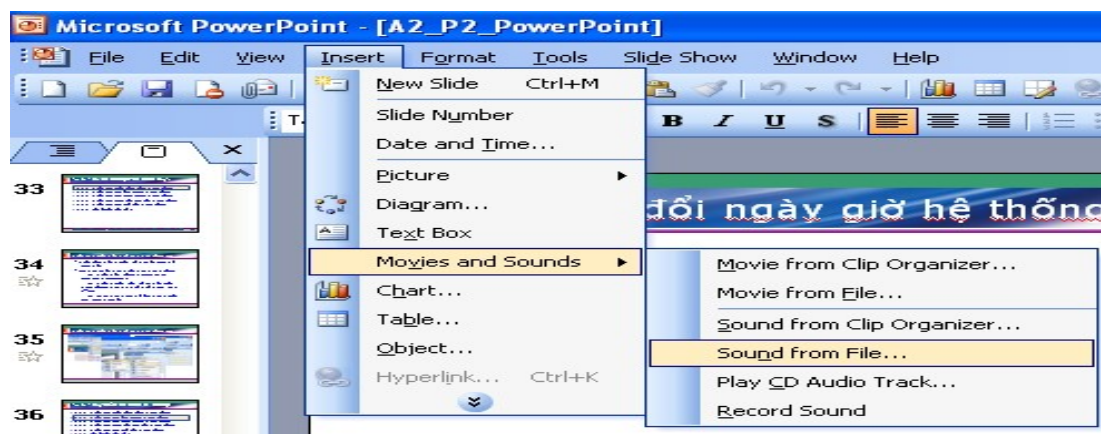 Microsoft PowerPoint - [A2_P2_PowerPoint]
File Edit View Insert Format Tools Slide Show Window Help
New Slide Ctrl+M
Slide Number
B I U S
Date and Time...
33
Picture
Diagram...
đổi ngày giờ hệ thống
Text Box
34
Movies and Sounds
Movie from Clip Organizer...
Chart...
Movie from File...
Table...
Sound from Clip Organizer...
35
Object...
Sound from File...
Hyperlink... Ctrl+K
Play CD Audio Track...
36
Record Sound